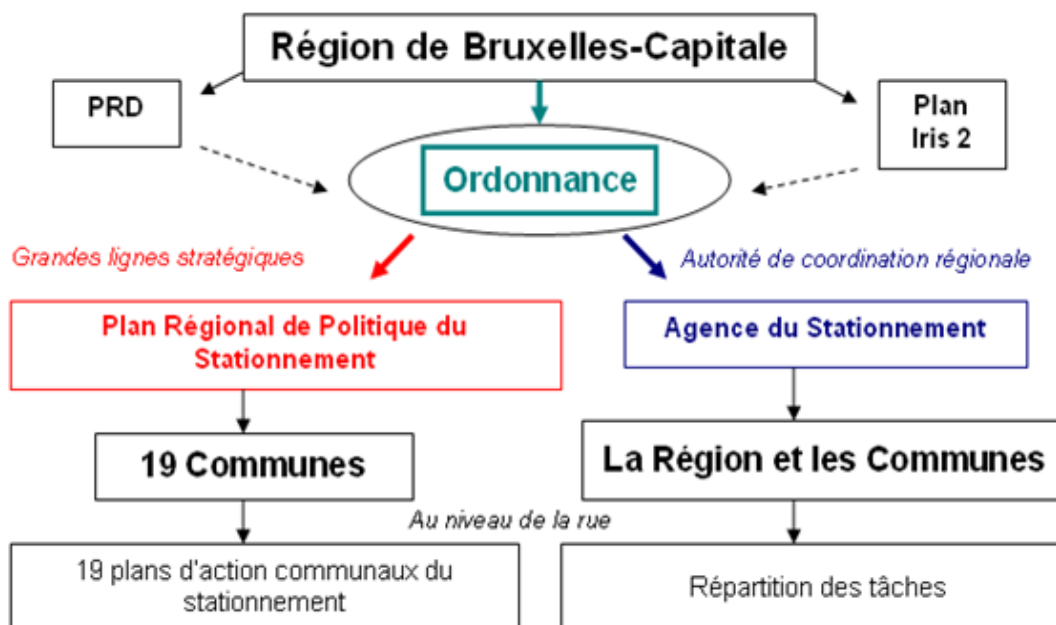 Région de Bruxelles-Capitale
PRD
Plan
Iris 2
Ordonnance
Grandes lignes stratégiques
Autorité de coordination régionale
Plan Régional de Politique du
Stationnement
Agence du Stationnement
19 Communes
La Région et les Communes
Au niveau de la rue
19 plans d'action communaux du
stationnement
Répartition des tâches